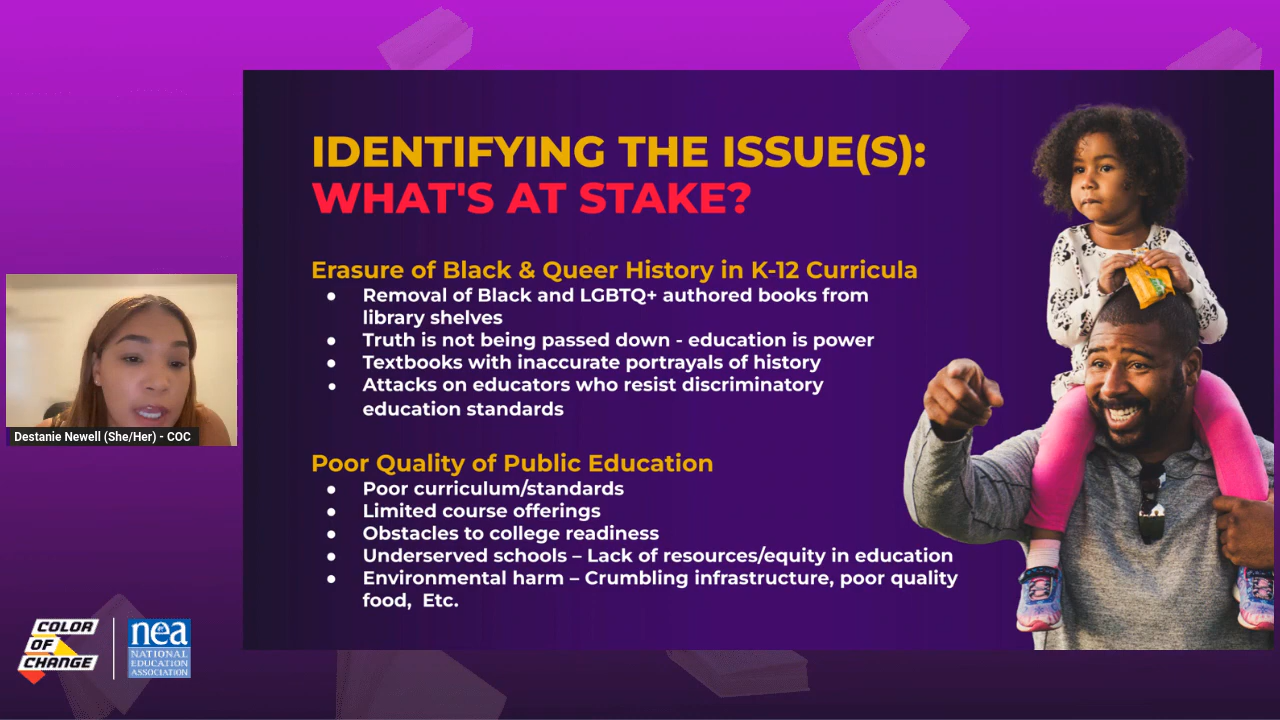 IDENTIFYING THE ISSUE(S):
WHAT'S AT STAKE?
Erasure of Black & Queer History in K-12 Curricula
● Removal of Black and LGBTQ+ authored books from
library shelves
● Truth is not being passed down - education is power
● Textbooks with inaccurate portrayals of history
● Attacks on educators who resist discriminatory
education standards
Poor Quality of Public Education
● Poor curriculum/standards
● Limited course offerings
● Obstacles to college readiness
● Underserved schools – Lack of resources/equity in education
● Environmental harm – Crumbling infrastructure, poor quality
food, Etc.
Destanie Newell (She/Her) - COC
COLOR
OF
CHANGE
nea
NATIONAL
EDUCATION
ASSOCIATION